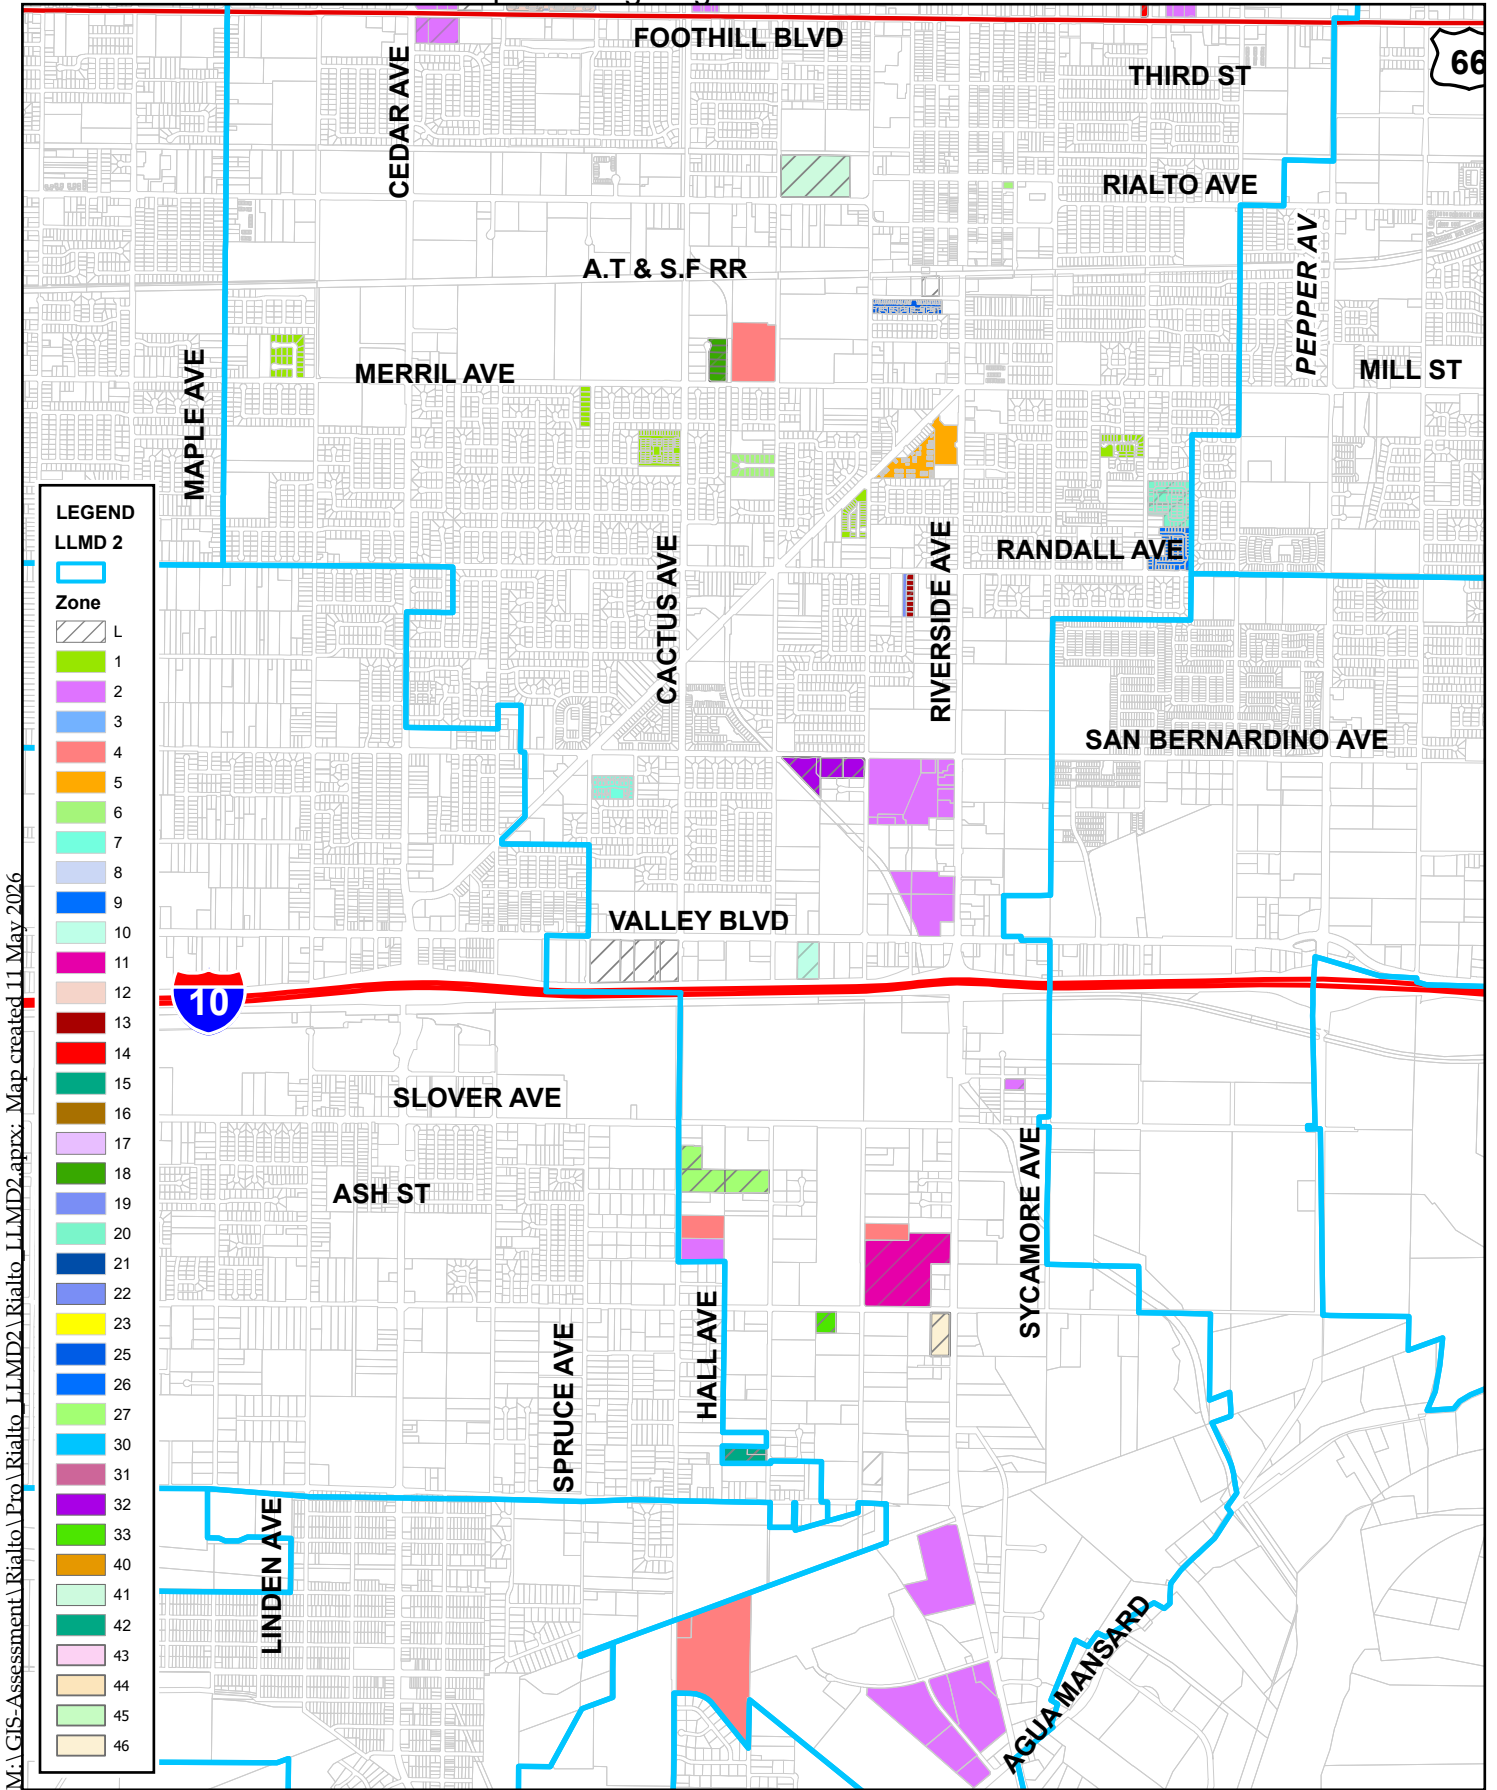 FOOTHILL BLVD
66
THIRD ST
CEDAR AVE
RIALTO AVE
PEPPER AV
A.T & S.F RR
MAPLE AVE
MERRIL AVE
MILL ST
RANDALL AVE
CACTUS AVE
RIVERSIDE AVE
SAN BERNARDINO AVE
VALLEY BLVD
10
SLOVER AVE
SYCAMORE AVE
ASH ST
HALL AVE
SPRUCE AVE
LINDEN AVE
AGUA MANSARD
LEGEND
LLMD 2
Zone
L
1
2
3
4
5
6
7
8
9
10
11
12
13
14
15
16
17
18
19
20
21
22
23
25
26
27
30
31
32
33
40
41
42
43
44
45
46
M:\GIS-Assessment\Rialto\Pro\Rialto_LLMD2\Rialto_LLMD2.aprx: Map created 11 May 2026